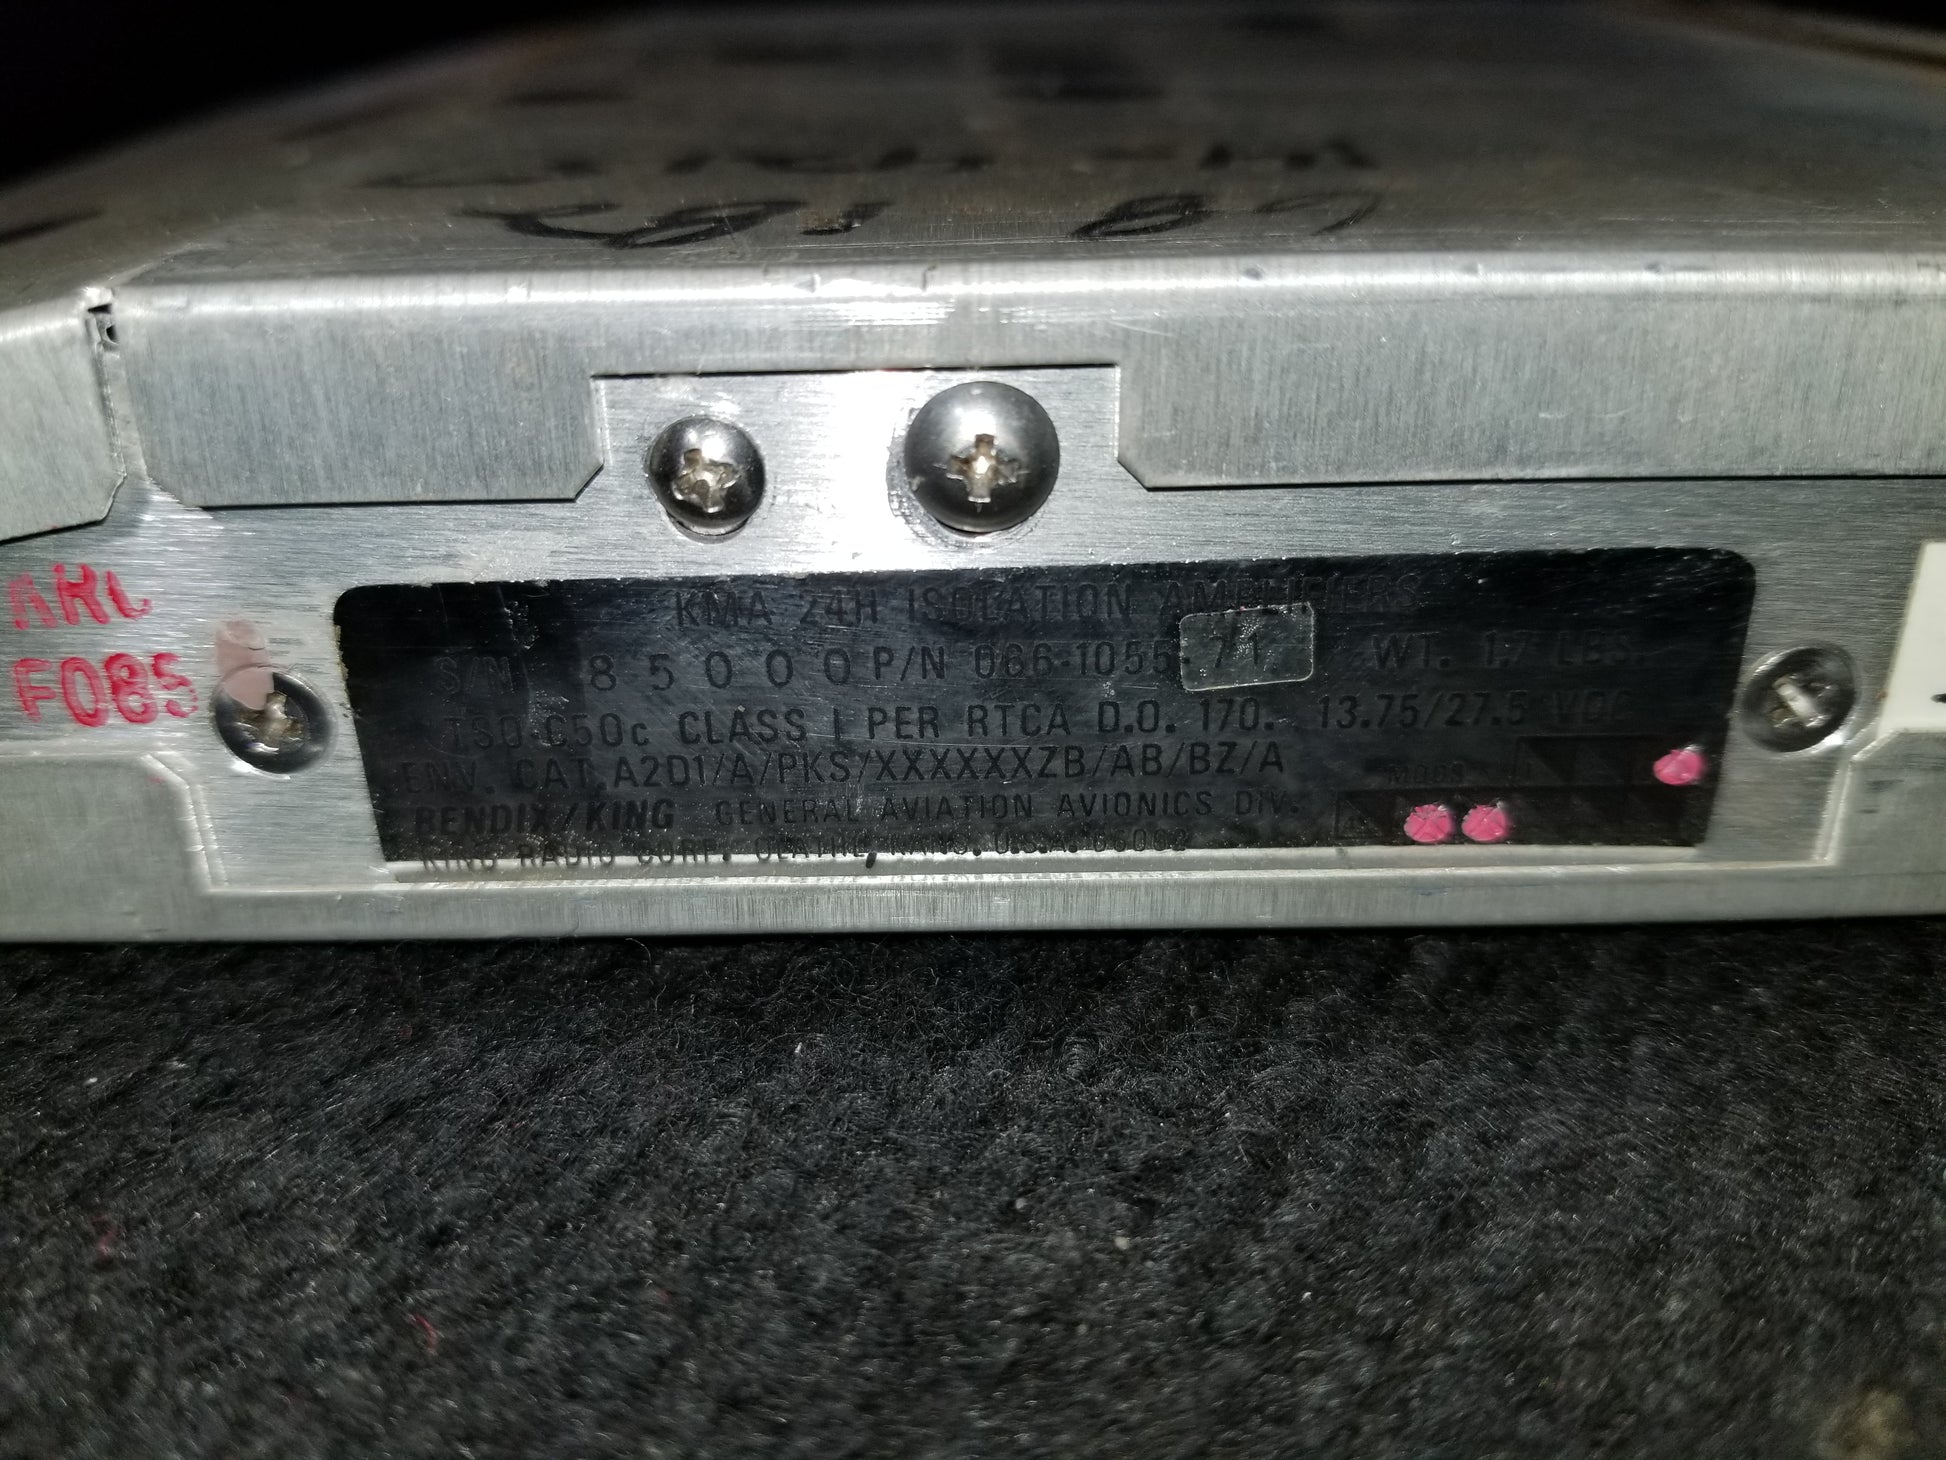 F085
KMA 24H ISOLATION AMPLIFIERS
S/N 85000 P/N 066-1055-71 WT. 1.7 LBS.
TSO-C50c CLASS I PER RTCA D.O. 170. 13.75/27.5 VDC
ENV. CAT. A2D1/A/PKS/XXXXXXZB/AB/BZ/A MODS
BENDIX/KING GENERAL AVIATION AVIONICS DIV.
KING RADIO CORP. OLATHE, KANS. U.S.A. 66062